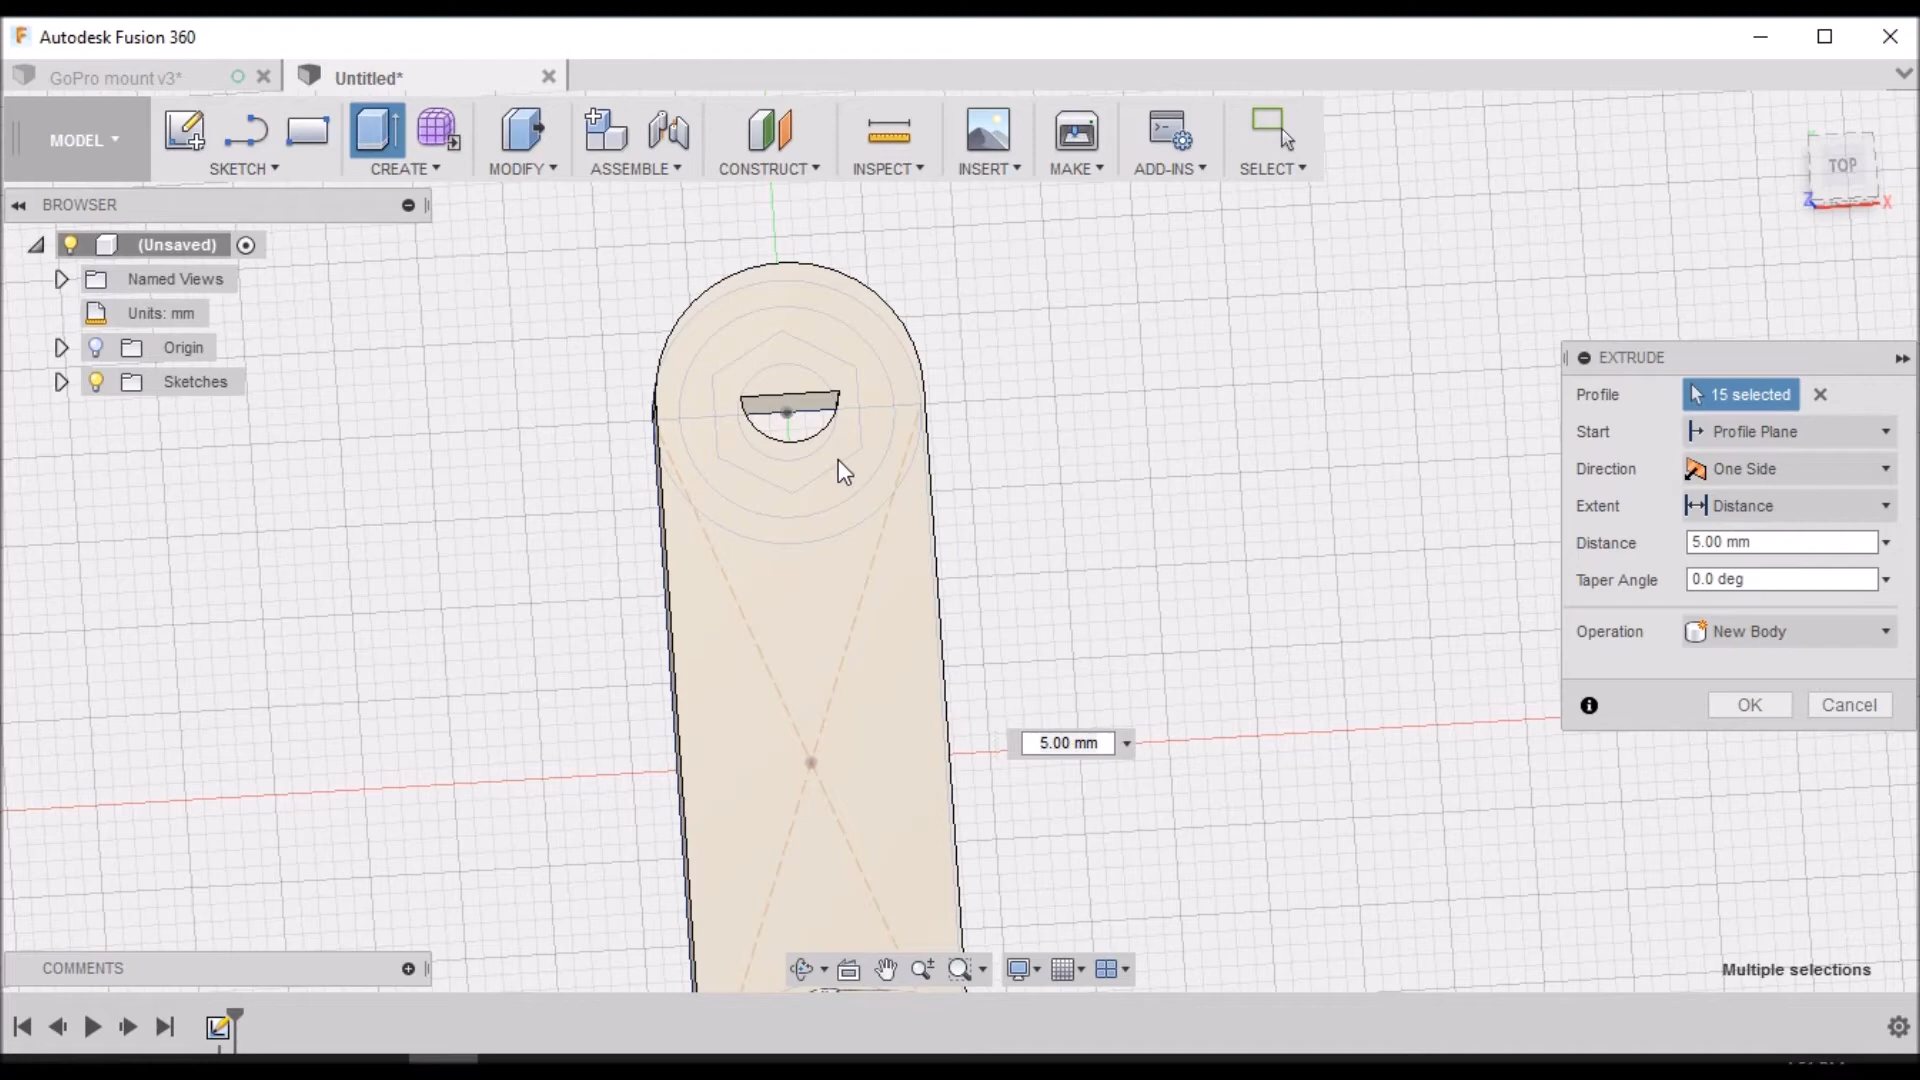 Autodesk Fusion 360
GoPro mount v3*
Untitled*
MODEL
SKETCH
CREATE
MODIFY
ASSEMBLE
CONSTRUCT
INSPECT
INSERT
MAKE
ADD-INS
SELECT
TOP
Z
X
BROWSER
(Unsaved)
Named Views
Units: mm
Origin
Sketches
EXTRUDE
Profile 15 selected
Start Profile Plane
Direction One Side
Extent Distance
Distance 5.00 mm
Taper Angle 0.0 deg
Operation New Body
OK Cancel
5.00 mm
COMMENTS
Multiple selections